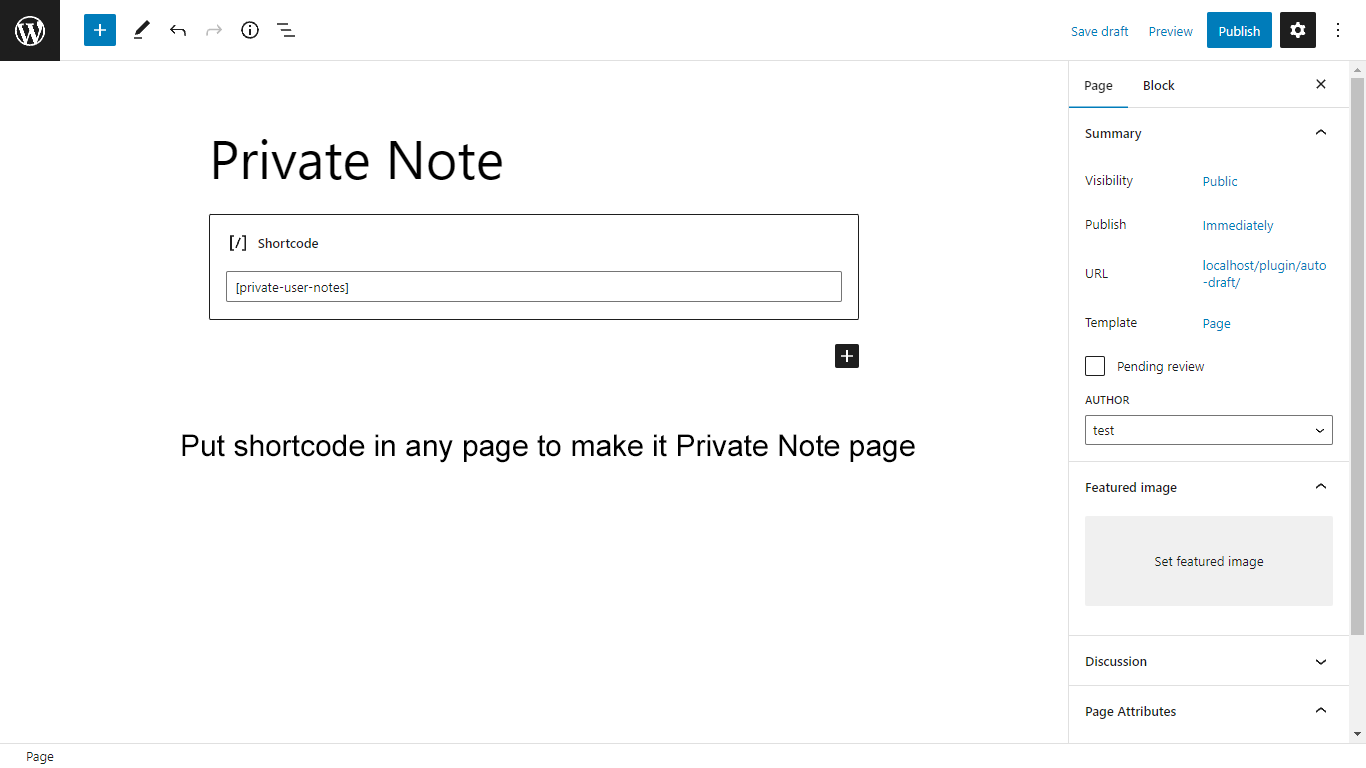 Save draft
Preview
Publish
Private Note
[/] Shortcode
[private-user-notes]
Put shortcode in any page to make it Private Note page
Page
Block
Summary
Visibility
Public
Publish
Immediately
URL
localhost/plugin/auto
-draft/
Template
Page
Pending review
AUTHOR
test
Featured image
Set featured image
Discussion
Page Attributes
Page